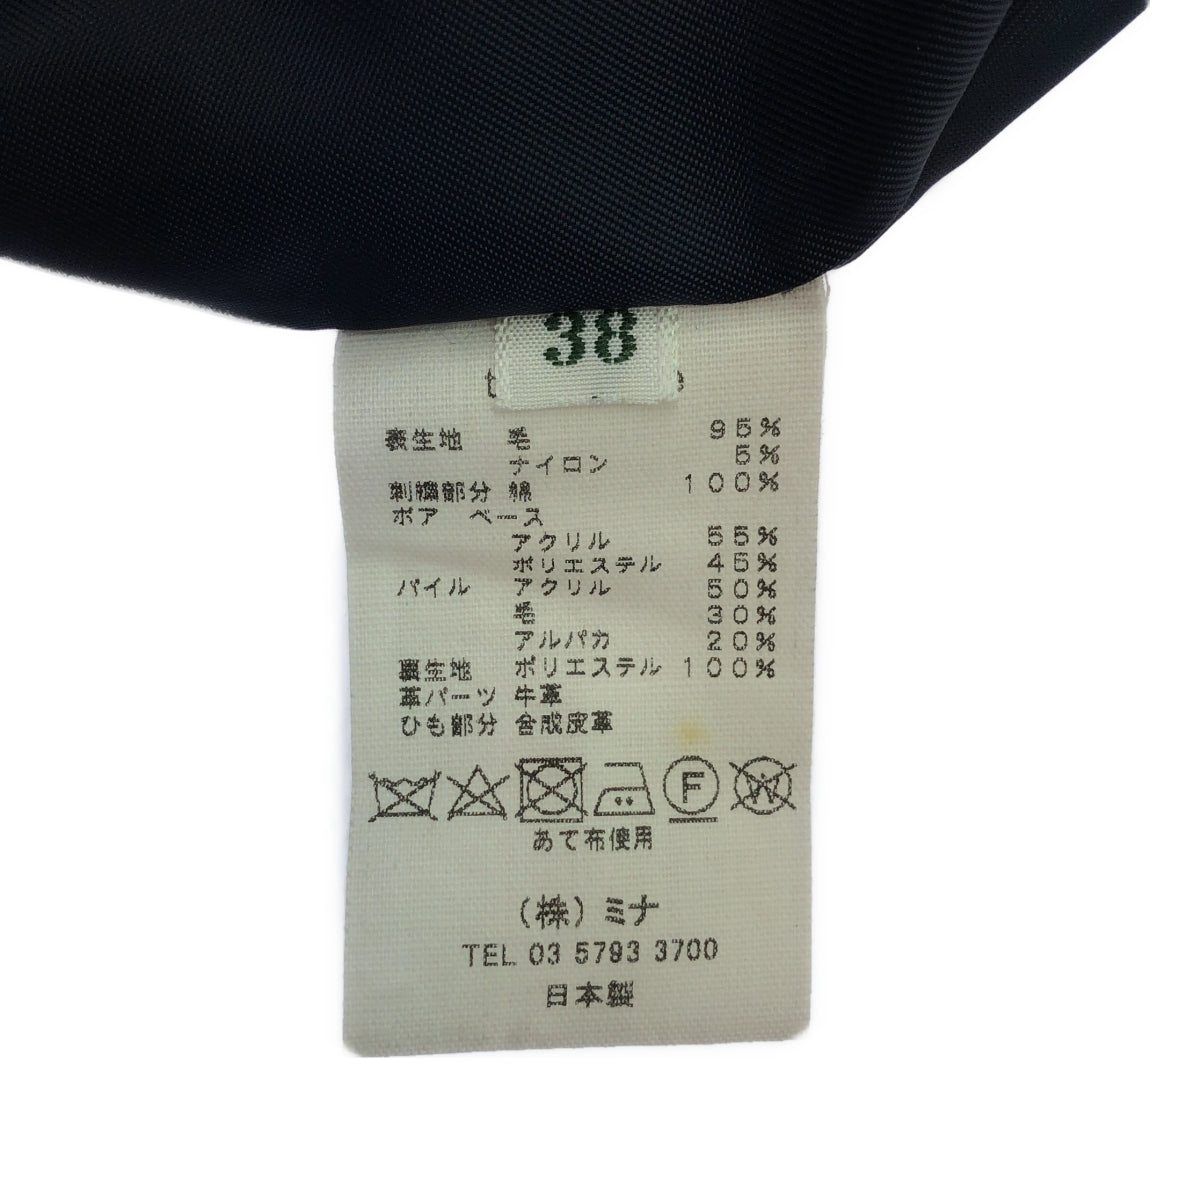 38
表生地 毛 95%
ナイロン 5%
刺繍部分 綿 100%
ボア ベース
アクリル 55%
ポリエステル 45%
パイル アクリル 50%
毛 30%
アルパカ 20%
裏生地 ポリエステル 100%
革パーツ 牛革
ひも部分 合成皮革
F W
あて布使用
(株)ミナ
TEL 03 5793 3700
日本製